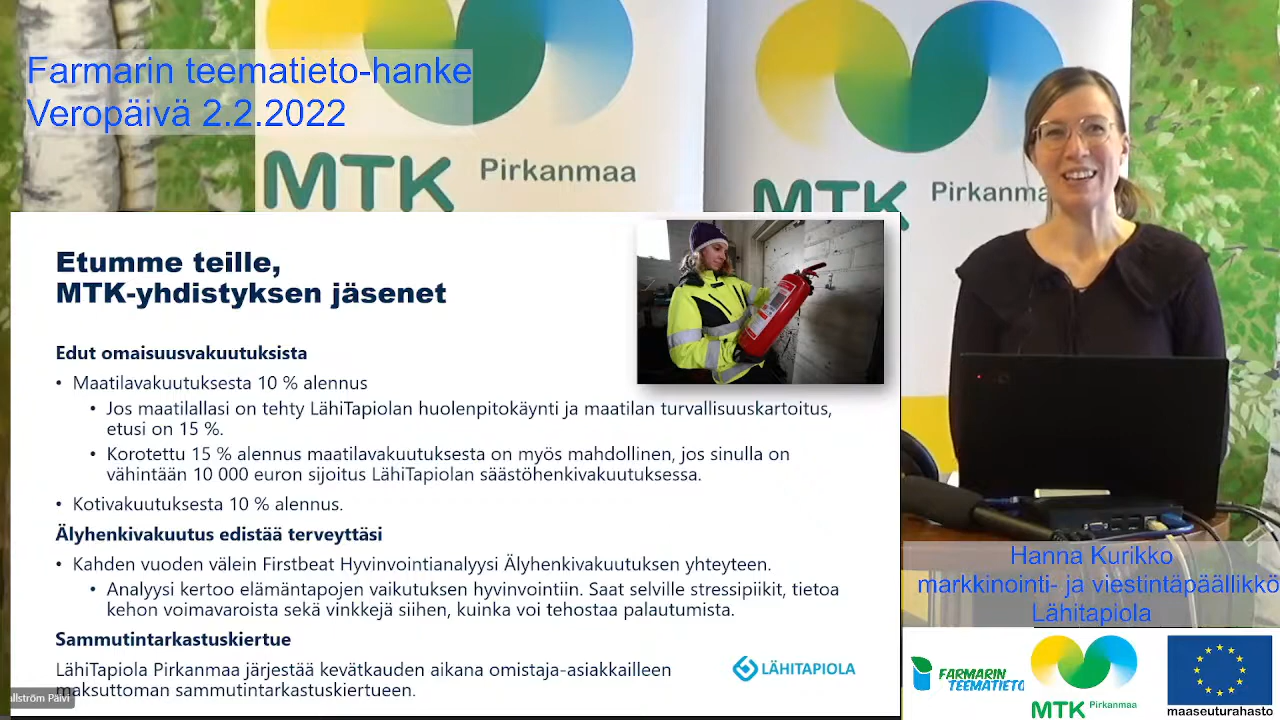 Farmarin teematieto-hanke
Veropäivä 2.2.2022
MTK Pirkanmaa
MTK Pirkanmaa
Etumme teille,
MTK-yhdistyksen jäsenet
Edut omaisuusvakuutuksista
• Maatilavakuutuksesta 10 % alennus
• Jos maatilallasi on tehty LähiTapiolan huolenpitokäynti ja maatilan turvallisuuskartoitus,
etusi on 15 %.
• Korotettu 15 % alennus maatilavakuutuksesta on myös mahdollinen, jos sinulla on
vähintään 10 000 euron sijoitus LähiTapiolan säästöhenkivakuutuksessa.
• Kotivakuutuksesta 10 % alennus.
Älyhenkivakuutus edistää terveyttäsi
• Kahden vuoden välein Firstbeat Hyvinvointianalyysi Älyhenkivakuutuksen yhteyteen.
• Analyysi kertoo elämäntapojen vaikutuksen hyvinvointiin. Saat selville stressipiikit, tietoa
kehon voimavaroista sekä vinkkejä siihen, kuinka voi tehostaa palautumista.
Sammutintarkastuskiertue
LähiTapiola Pirkanmaa järjestää kevätkauden aikana omistaja-asiakkailleen
maksuttoman sammutintarkastuskiertueen.
LÄHITAPIOLA
allström Päivi
Hanna Kurikko
markkinointi- ja viestintäpäällikkö
Lähitapiola
FARMARIN
TEEMATIETO
MTK Pirkanmaa
maaseuturahasto